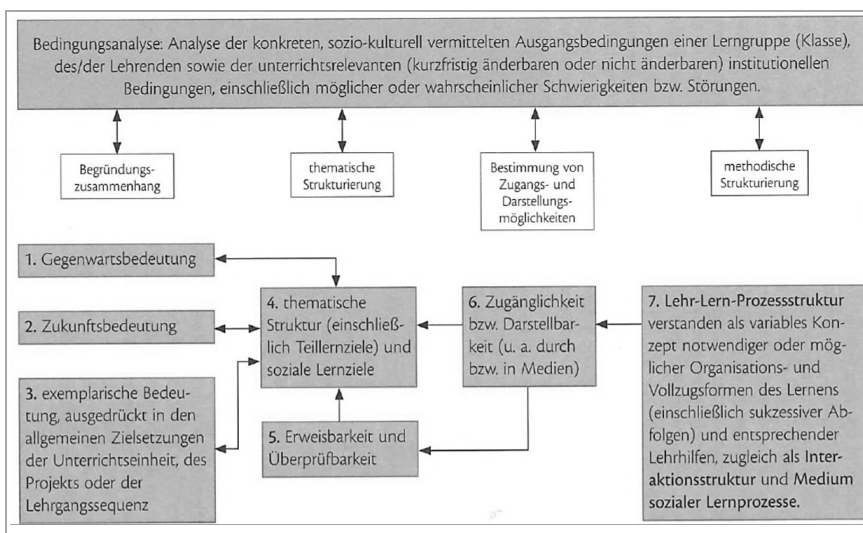 Bedingungsanalyse: Analyse der konkreten, sozio-kulturell vermittelten Ausgangsbedingungen einer Lerngruppe (Klasse),
des/der Lehrenden sowie der unterrichtsrelevanten (kurzfristig änderbaren oder nicht änderbaren) institutionellen
Bedingungen, einschließlich möglicher oder wahrscheinlicher Schwierigkeiten bzw. Störungen.
Begründungs-
zusammenhang
thematische
Strukturierung
Bestimmung von
Zugangs- und
Darstellungs-
möglichkeiten
methodische
Strukturierung
1. Gegenwartsbedeutung
2. Zukunftsbedeutung
3. exemplarische Bedeu-
tung, ausgedrückt in den
allgemeinen Zielsetzungen
der Unterrichtseinheit, des
Projekts oder der
Lehrgangssequenz
4. thematische
Struktur (einschließ-
lich Teillernziele) und
soziale Lernziele
5. Erweisbarkeit und
Überprüfbarkeit
6. Zugänglichkeit
bzw. Darstellbar-
keit (u. a. durch
bzw. in Medien)
7. Lehr-Lern-Prozessstruktur
verstanden als variables Kon-
zept notwendiger oder mög-
licher Organisations- und
Vollzugsformen des Lernens
(einschließlich sukzessiver Ab-
folgen) und entsprechender
Lehrhilfen, zugleich als Inter-
aktionsstruktur und Medium
sozialer Lernprozesse.